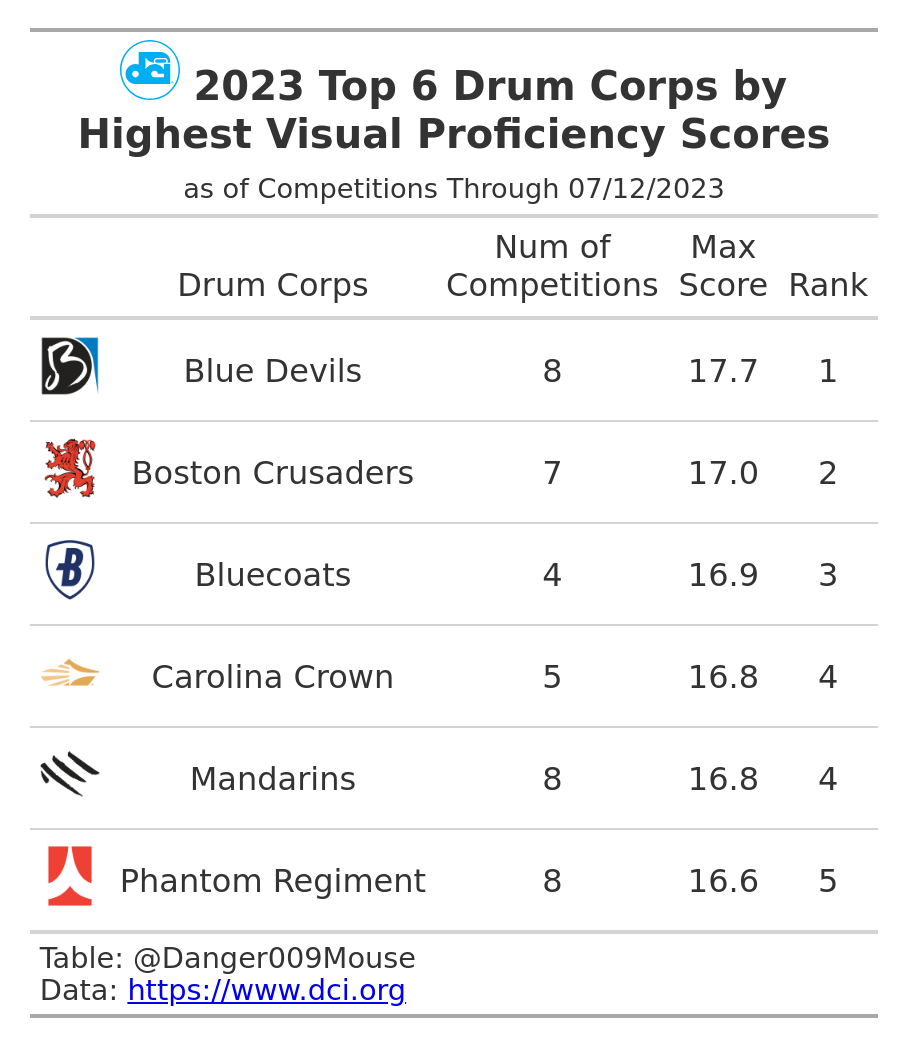 2023 Top 6 Drum Corps by
Highest Visual Proficiency Scores
as of Competitions Through 07/12/2023
Drum Corps Num of Competitions Max Score Rank
Blue Devils 8 17.7 1
Boston Crusaders 7 17.0 2
Bluecoats 4 16.9 3
Carolina Crown 5 16.8 4
Mandarins 8 16.8 4
Phantom Regiment 8 16.6 5
Table: @Danger009Mouse
Data: https://www.dci.org